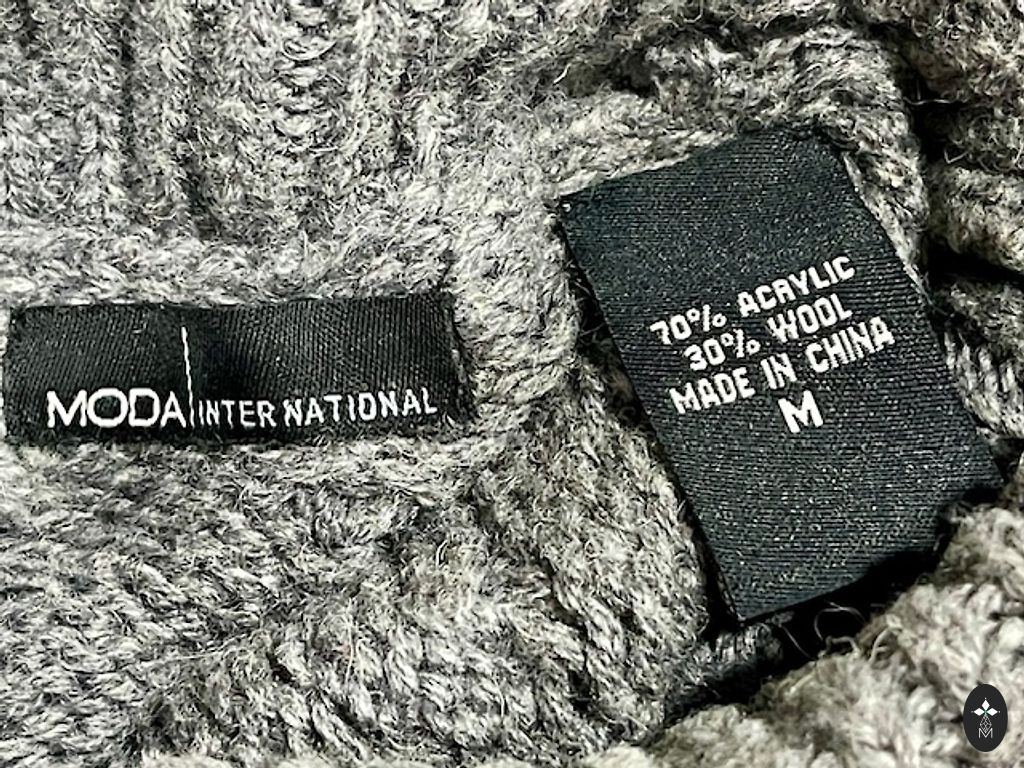 MODA|INTERNATIONAL
70% ACRYLIC
30% WOOL
MADE IN CHINA
M